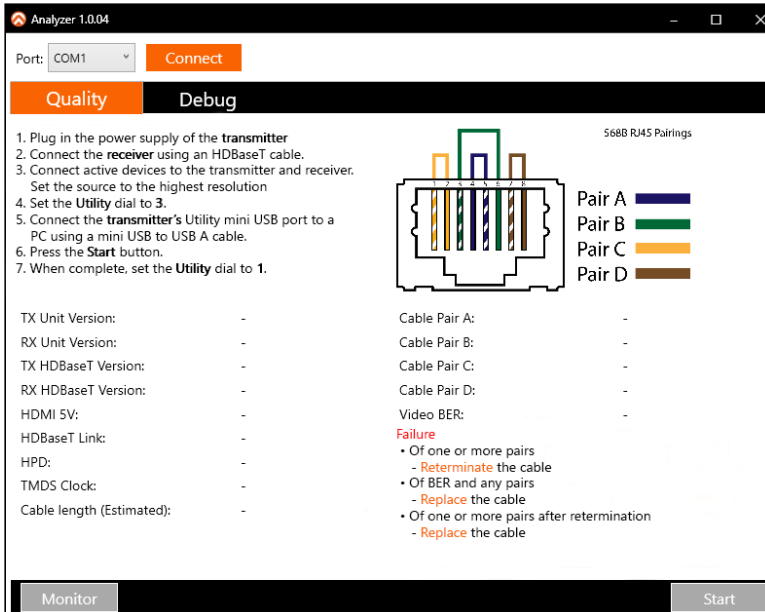 Analyzer 1.0.04
Port: COM1 Connect
Quality Debug
1. Plug in the power supply of the transmitter
2. Connect the receiver using an HDBaseT cable.
3. Connect active devices to the transmitter and receiver.
Set the source to the highest resolution
4. Set the Utility dial to 3.
5. Connect the transmitter's Utility mini USB port to a
PC using a mini USB to USB A cable.
6. Press the Start button.
7. When complete, set the Utility dial to 1.
568B RJ45 Pairings
1 2 3 4 5 6 7 8
Pair A
Pair B
Pair C
Pair D
TX Unit Version: -
RX Unit Version: -
TX HDBaseT Version: -
RX HDBaseT Version: -
HDMI 5V: -
HDBaseT Link: -
HPD: -
TMDS Clock: -
Cable length (Estimated): -
Cable Pair A: -
Cable Pair B: -
Cable Pair C: -
Cable Pair D: -
Video BER: -
Failure
• Of one or more pairs
- Reterminate the cable
• Of BER and any pairs
- Replace the cable
• Of one or more pairs after retermination
- Replace the cable
Monitor Start